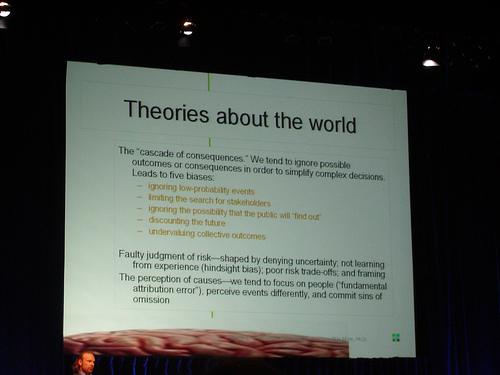 Theories about the world
The "cascade of consequences." We tend to ignore possible
outcomes or consequences in order to simplify complex decisions.
Leads to five biases:
– ignoring low-probability events
– limiting the search for stakeholders
– ignoring the possibility that the public will "find out"
– discounting the future
– undervaluing collective outcomes
Faulty judgment of risk—shaped by denying uncertainty; not learning
from experience (hindsight bias); poor risk trade-offs; and framing
The perception of causes—we tend to focus on people ("fundamental
attribution error"), perceive events differently, and commit sins of
omission